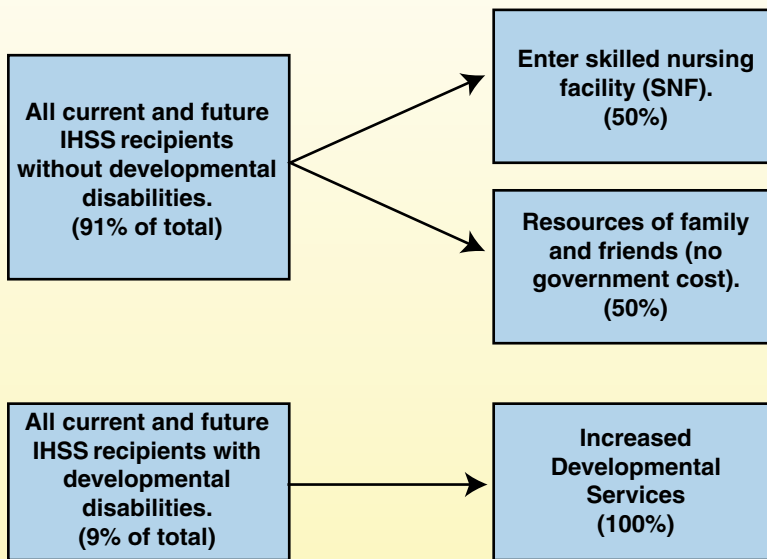 All current and future
IHSS recipients
without developmental
disabilities.
(91% of total)
Enter skilled nursing
facility (SNF).
(50%)
Resources of family
and friends (no
government cost).
(50%)
All current and future
IHSS recipients with
developmental
disabilities.
(9% of total)
Increased
Developmental
Services
(100%)